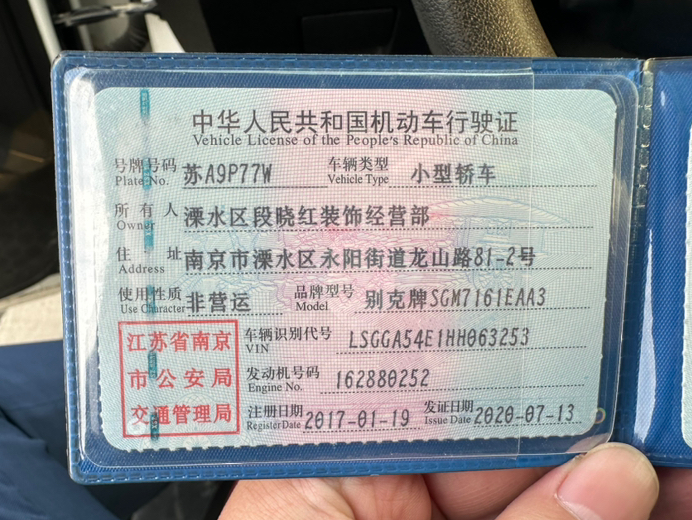 中华人民共和国机动车行驶证
Vehicle License of the People's Republic of China
号牌号码 苏A9P77W 车辆类型 小型轿车
Plate No. Vehicle Type
所有人 溧水区段晓红装饰经营部
Owner
住址 南京市溧水区永阳街道龙山路81-2号
Address
使用性质 非营运 品牌型号 别克牌SGM7161EAA3
Use Character Model
江苏省南京
市公安局
交通管理局
车辆识别代号 LSGGA54E1HH063253
VIN
发动机号码 162880252
Engine No.
注册日期 2017-01-19 发证日期 2020-07-13
Register Date Issue Date